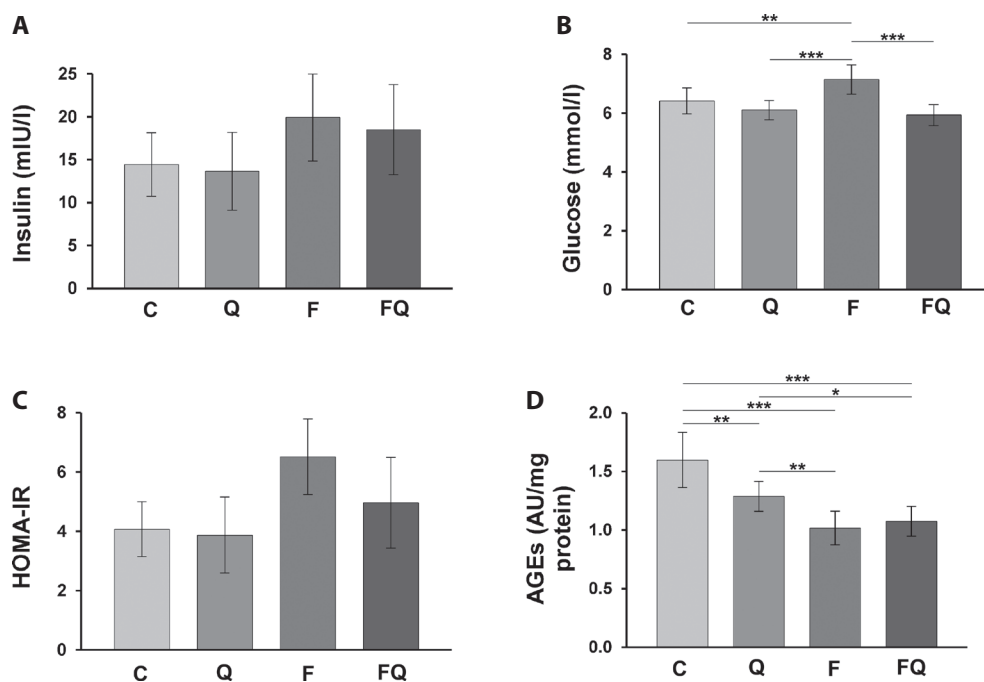 A
Insulin (mIU/l)
25
20
15
10
5
0
C Q F FQ
B
**
***
***
Glucose (mmol/l)
8
6
4
2
0
C Q F FQ
C
HOMA-IR
8
6
4
2
0
C Q F FQ
D
***
*
***
**
**
AGEs (AU/mg
protein)
2.0
1.5
1.0
0.5
0.0
C Q F FQ